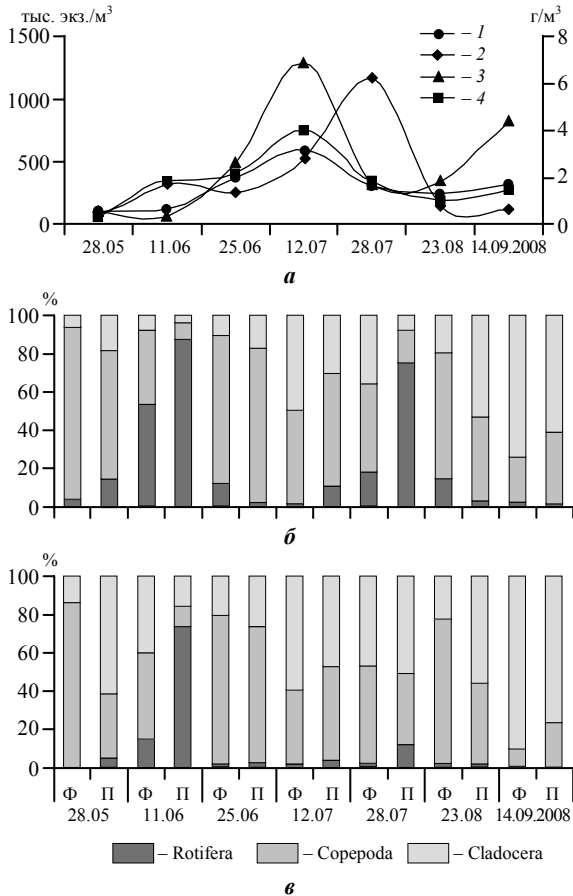 тыс. экз./м³ г/м³
1500 8
– 1
– 2
6
1000 – 3
– 4
4
500
2
0 0
28.05 11.06 25.06 12.07 28.07 23.08 14.09.2008
а
%
100
80
60
40
20
0
б
%
100
80
60
40
20
0
Ф П Ф П Ф П Ф П Ф П Ф П Ф П
28.05 11.06 25.06 12.07 28.07 23.08 14.09.2008
– Rotifera – Copepoda – Cladocera
в